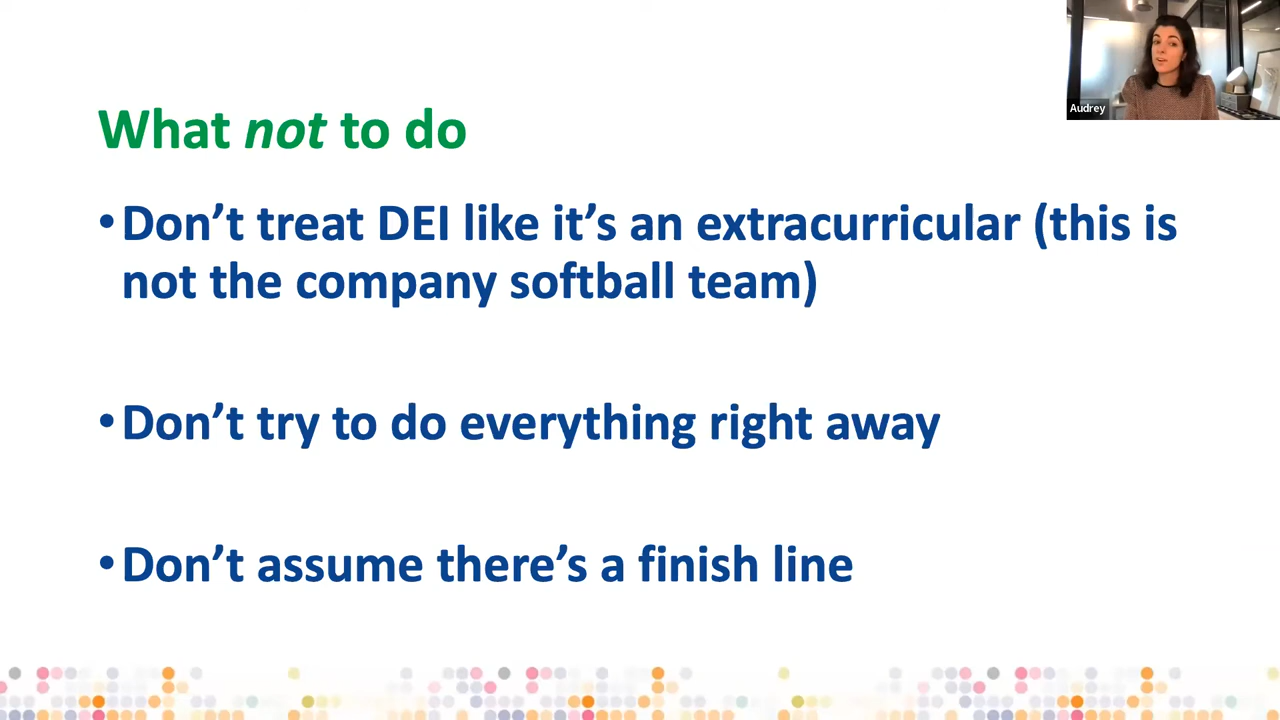 Audrey
What not to do
•Don’t treat DEI like it’s an extracurricular (this is
not the company softball team)
•Don’t try to do everything right away
•Don’t assume there’s a finish line